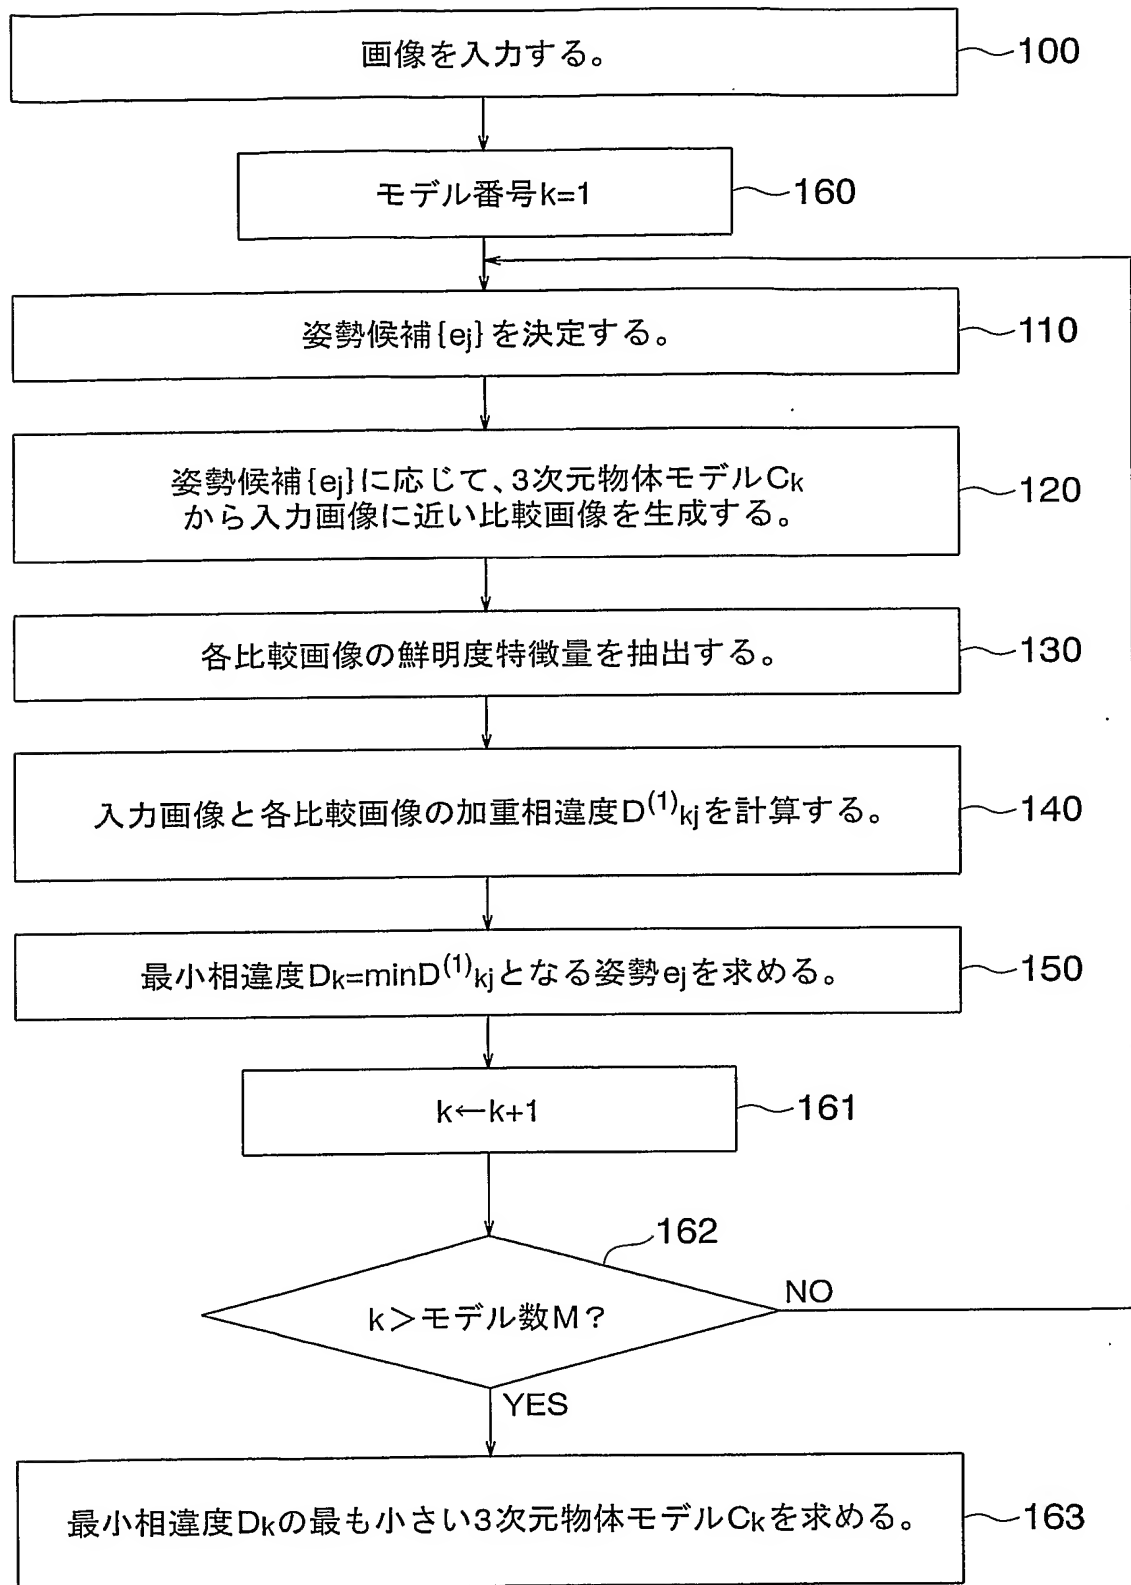 画像を入力する。
100
モデル番号k=1
160
姿勢候補{ej}を決定する。
110
姿勢候補{ej}に応じて、3次元物体モデルCk
から入力画像に近い比較画像を生成する。
120
各比較画像の鮮明度特徴量を抽出する。
130
入力画像と各比較画像の加重相違度D(1)kjを計算する。
140
最小相違度Dk=minD(1)kjとなる姿勢ejを求める。
150
k←k+1
161
162
k＞モデル数M？
NO
YES
最小相違度Dkの最も小さい3次元物体モデルCkを求める。
163